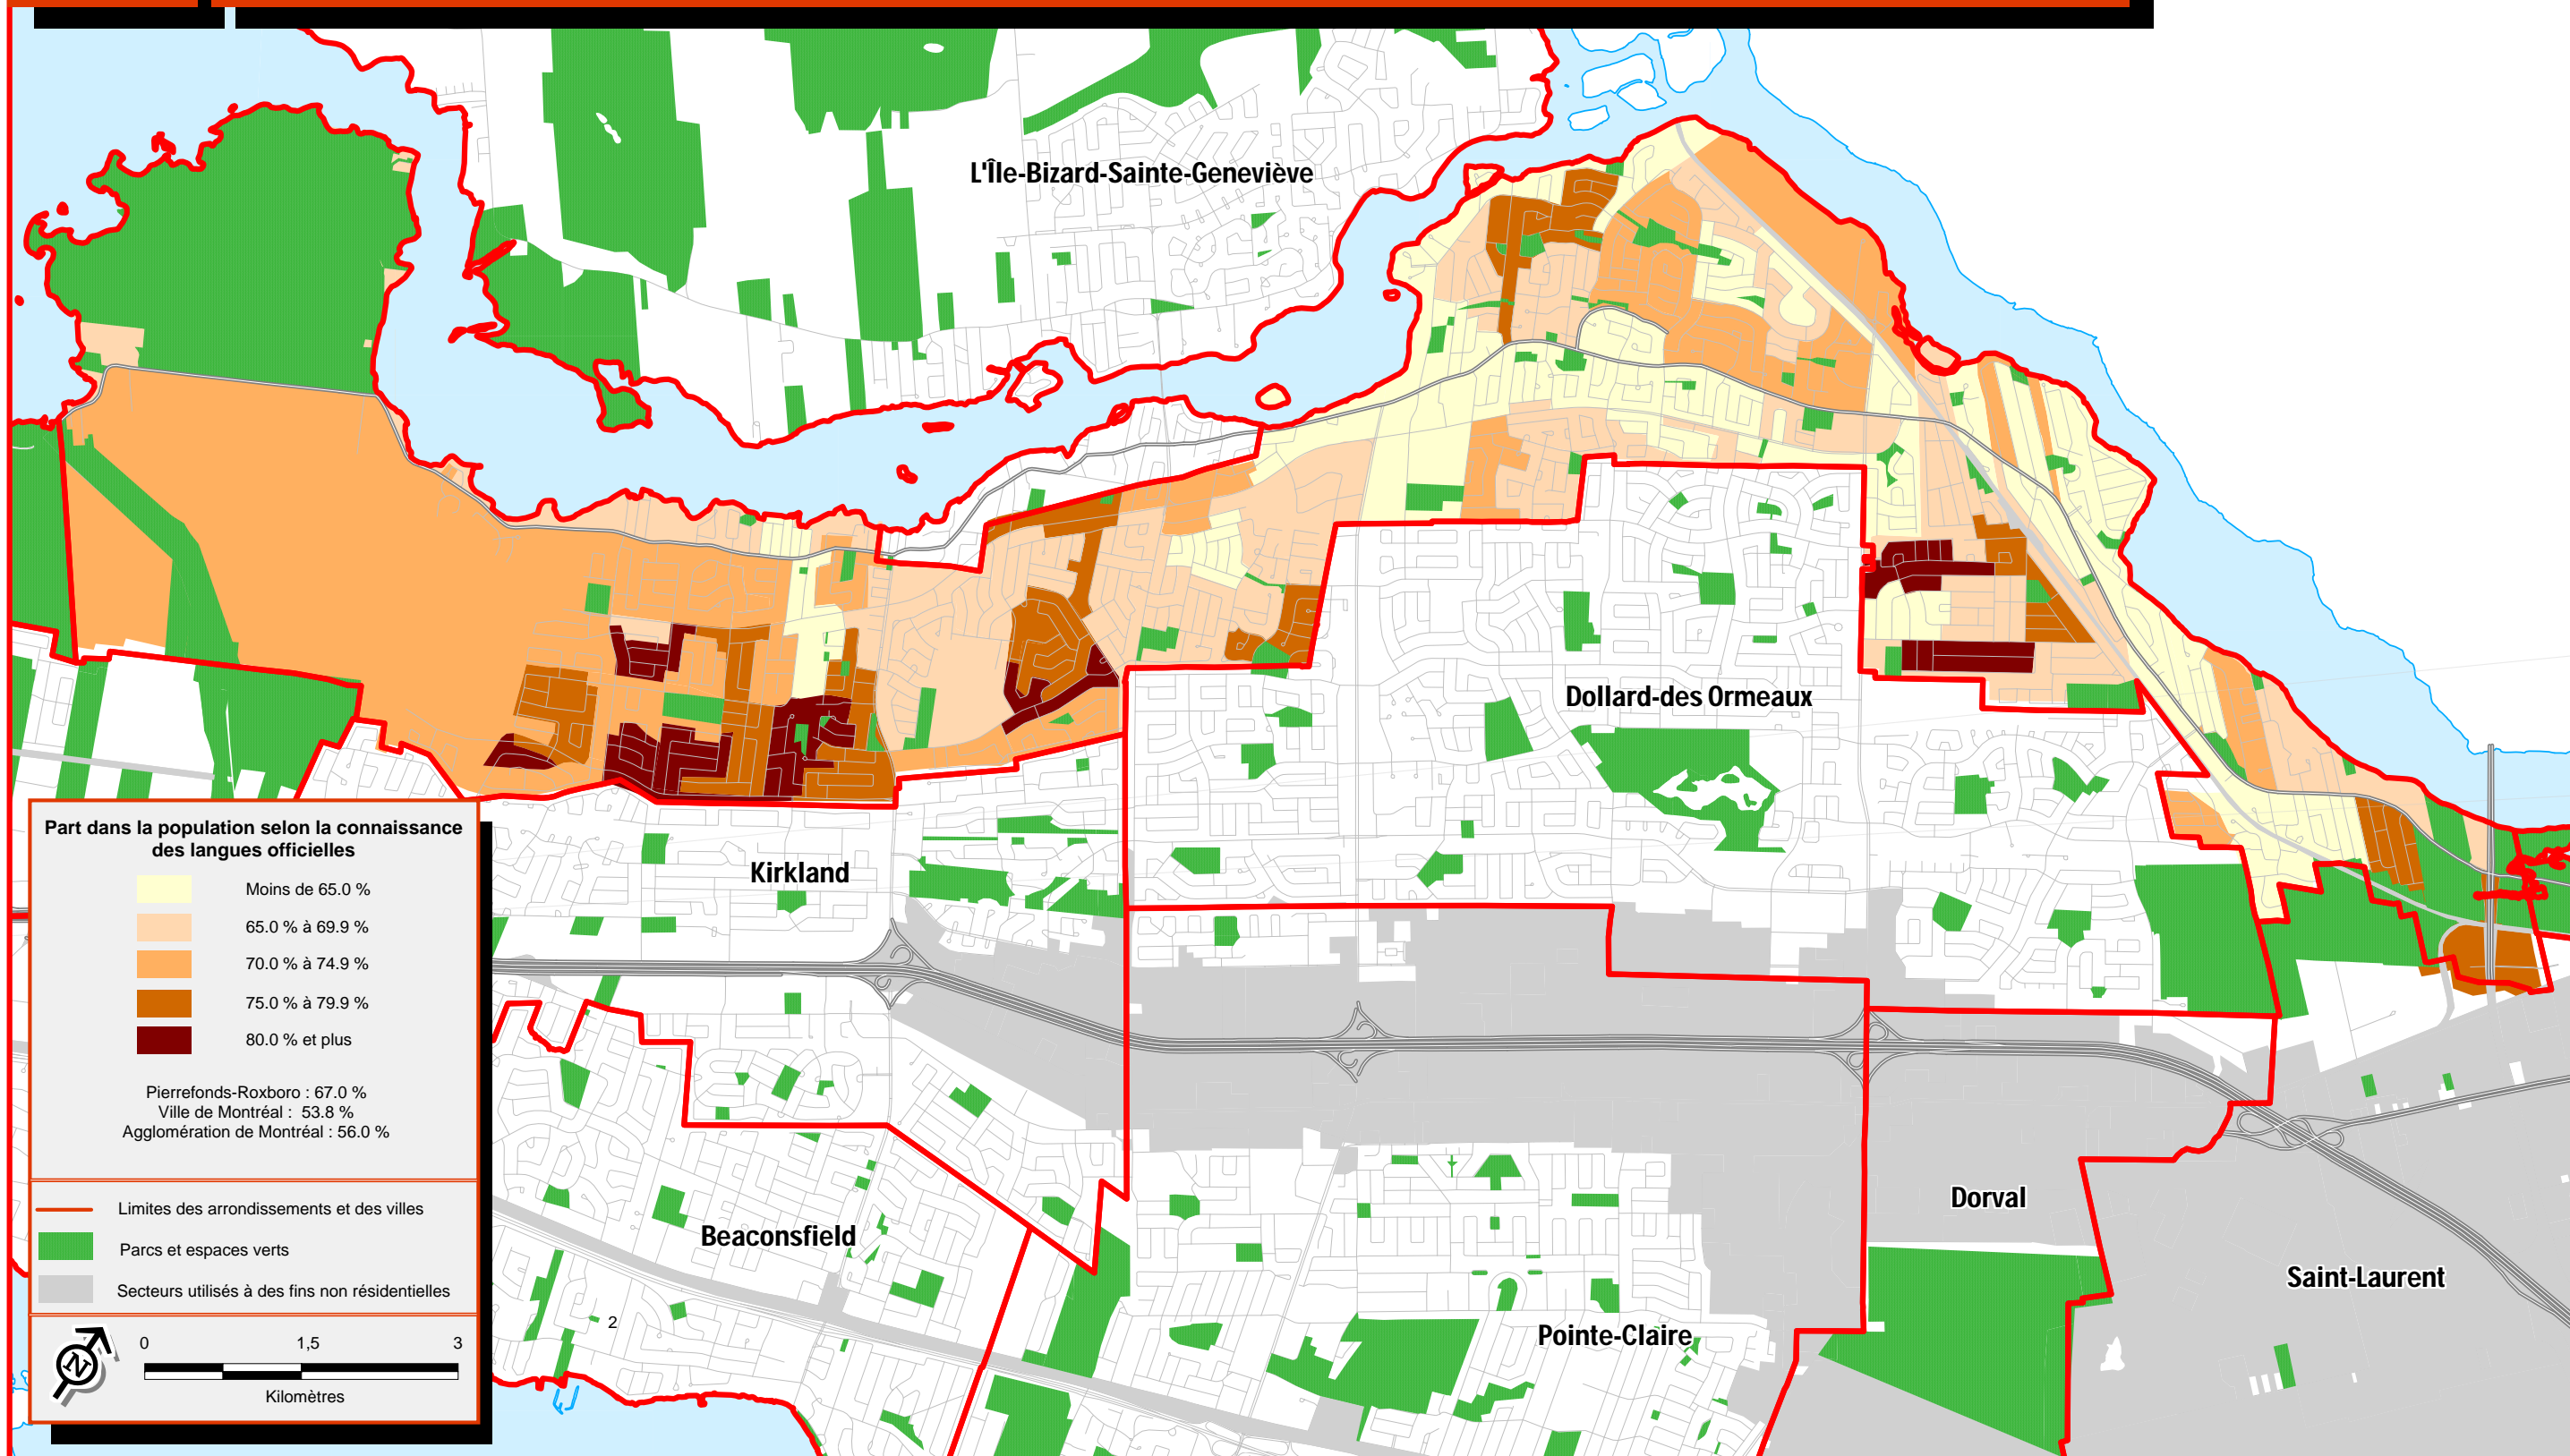 L'Île-Bizard-Sainte-Geneviève
Dollard-des Ormeaux
Kirkland
Beaconsfield
Pointe-Claire
Dorval
Saint-Laurent
Part dans la population selon la connaissance
des langues officielles
Moins de 65.0 %
65.0 % à 69.9 %
70.0 % à 74.9 %
75.0 % à 79.9 %
80.0 % et plus
Pierrefonds-Roxboro : 67.0 %
Ville de Montréal : 53.8 %
Agglomération de Montréal : 56.0 %
Limites des arrondissements et des villes
Parcs et espaces verts
Secteurs utilisés à des fins non résidentielles
N
0 1,5 3
Kilomètres
2